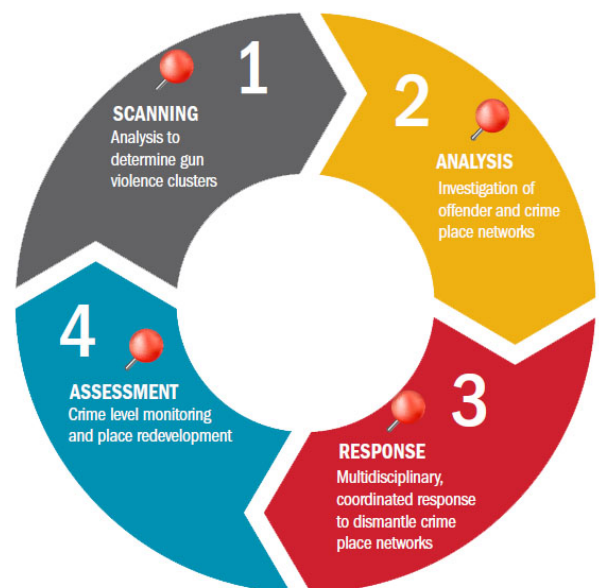 1
SCANNING
Analysis to
determine gun
violence clusters
2
ANALYSIS
Investigation of
offender and crime
place networks
3
RESPONSE
Multidisciplinary,
coordinated response
to dismantle crime
place networks
4
ASSESSMENT
Crime level monitoring
and place redevelopment